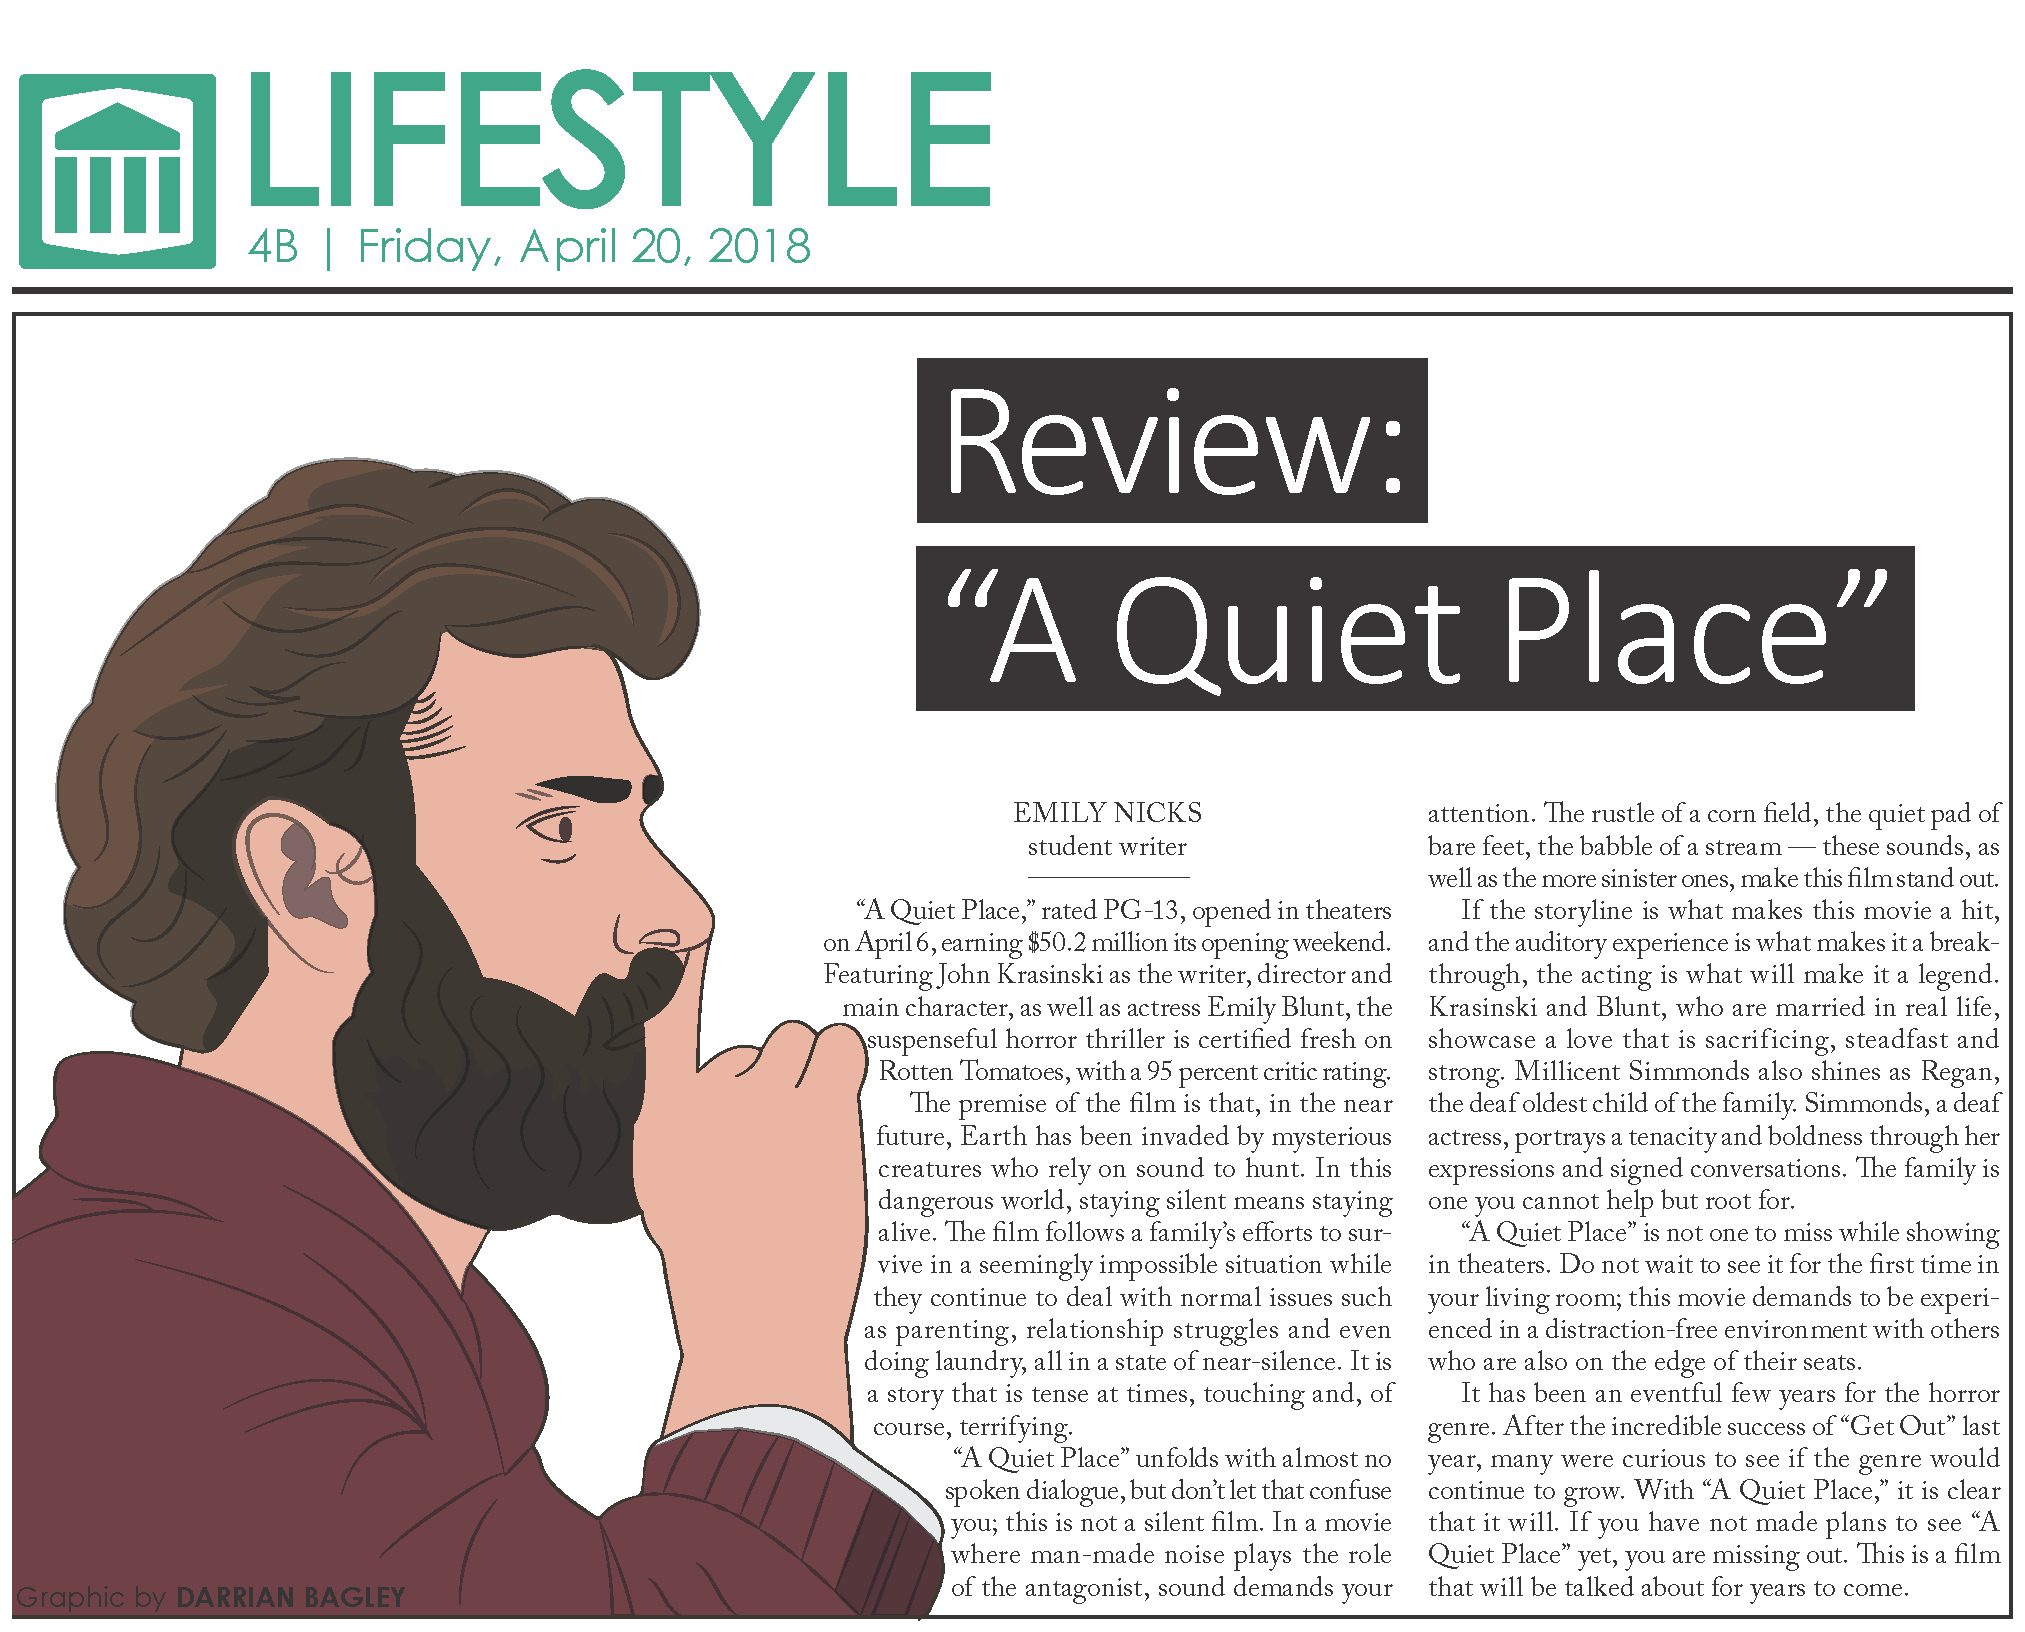 LIFESTYLE
4B | Friday, April 20, 2018
Review:
“A Quiet Place”
EMILY NICKS
student writer
“A Quiet Place,” rated PG-13, opened in theaters
on April 6, earning $50.2 million its opening weekend.
Featuring John Krasinski as the writer, director and
main character, as well as actress Emily Blunt, the
suspenseful horror thriller is certified fresh on
Rotten Tomatoes, with a 95 percent critic rating.
The premise of the film is that, in the near
future, Earth has been invaded by mysterious
creatures who rely on sound to hunt. In this
dangerous world, staying silent means staying
alive. The film follows a family’s efforts to sur-
vive in a seemingly impossible situation while
they continue to deal with normal issues such
as parenting, relationship struggles and even
doing laundry, all in a state of near-silence. It is
a story that is tense at times, touching and, of
course, terrifying.
“A Quiet Place” unfolds with almost no
spoken dialogue, but don’t let that confuse
you; this is not a silent film. In a movie
where man-made noise plays the role
of the antagonist, sound demands your
attention. The rustle of a corn field, the quiet pad of
bare feet, the babble of a stream — these sounds, as
well as the more sinister ones, make this film stand out.
If the storyline is what makes this movie a hit,
and the auditory experience is what makes it a break-
through, the acting is what will make it a legend.
Krasinski and Blunt, who are married in real life,
showcase a love that is sacrificing, steadfast and
strong. Millicent Simmonds also shines as Regan,
the deaf oldest child of the family. Simmonds, a deaf
actress, portrays a tenacity and boldness through her
expressions and signed conversations. The family is
one you cannot help but root for.
“A Quiet Place” is not one to miss while showing
in theaters. Do not wait to see it for the first time in
your living room; this movie demands to be experi-
enced in a distraction-free environment with others
who are also on the edge of their seats.
It has been an eventful few years for the horror
genre. After the incredible success of “Get Out” last
year, many were curious to see if the genre would
continue to grow. With “A Quiet Place,” it is clear
that it will. If you have not made plans to see “A
Quiet Place” yet, you are missing out. This is a film
that will be talked about for years to come.
Graphic by DARRIAN BAGLEY